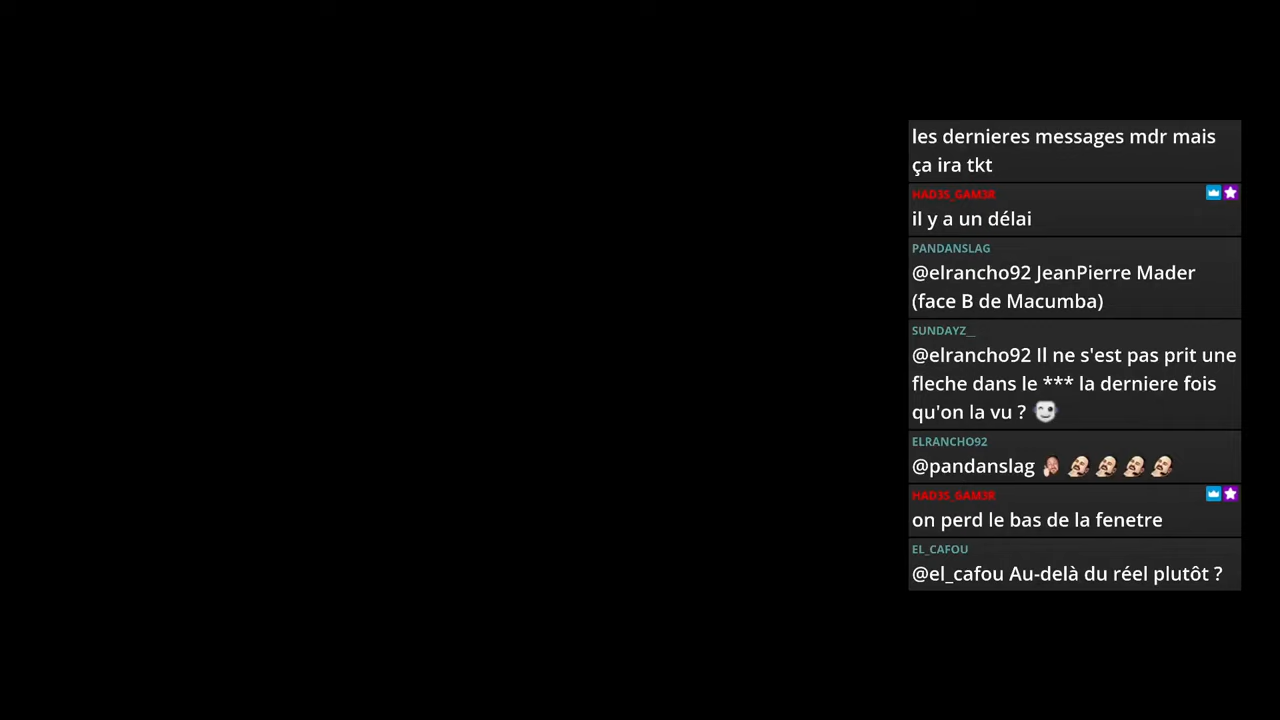 les dernieres messages mdr mais
ça ira tkt
HAD3S_GAM3R
il y a un délai
PANDANSLAG
@elrancho92 JeanPierre Mader
(face B de Macumba)
SUNDAYZ__
@elrancho92 Il ne s'est pas prit une
fleche dans le *** la derniere fois
qu'on la vu ?
ELRANCHO92
@pandanslag
HAD3S_GAM3R
on perd le bas de la fenetre
EL_CAFOU
@el_cafou Au-delà du réel plutôt ?